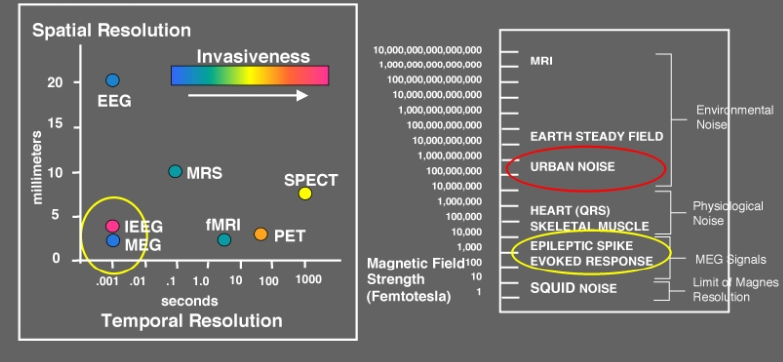 Spatial Resolution
Invasiveness
20
EEG
15
millimeters
10
MRS
SPECT
5
IEEG
fMRI
PET
MEG
0
.001 .01 .1 1.0 10 100 1000
seconds
Temporal Resolution
10,000,000,000,000,000
1,000,000,000,000,000
MRI
100,000,000,000,000
10,000,000,000,000
1,000,000,000,000
Environmental
Noise
100,000,000,000
EARTH STEADY FIELD
10,000,000,000
1,000,000,000
URBAN NOISE
100,000,000
10,000,000
1,000,000
HEART (QRS)
Physiological
Noise
100,000
SKELETAL MUSCLE
10,000
EPILEPTIC SPIKE
1,000
EVOKED RESPONSE
MEG Signals
Magnetic Field
100
Strength
10
(Femtotesla)
1
SQUID NOISE
Limit of Magnes
Resolution